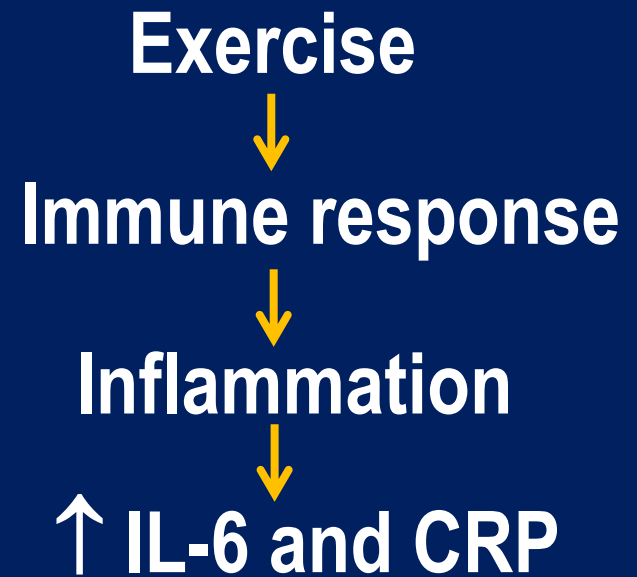 Exercise
Immune response
Inflammation
↑ IL-6 and CRP